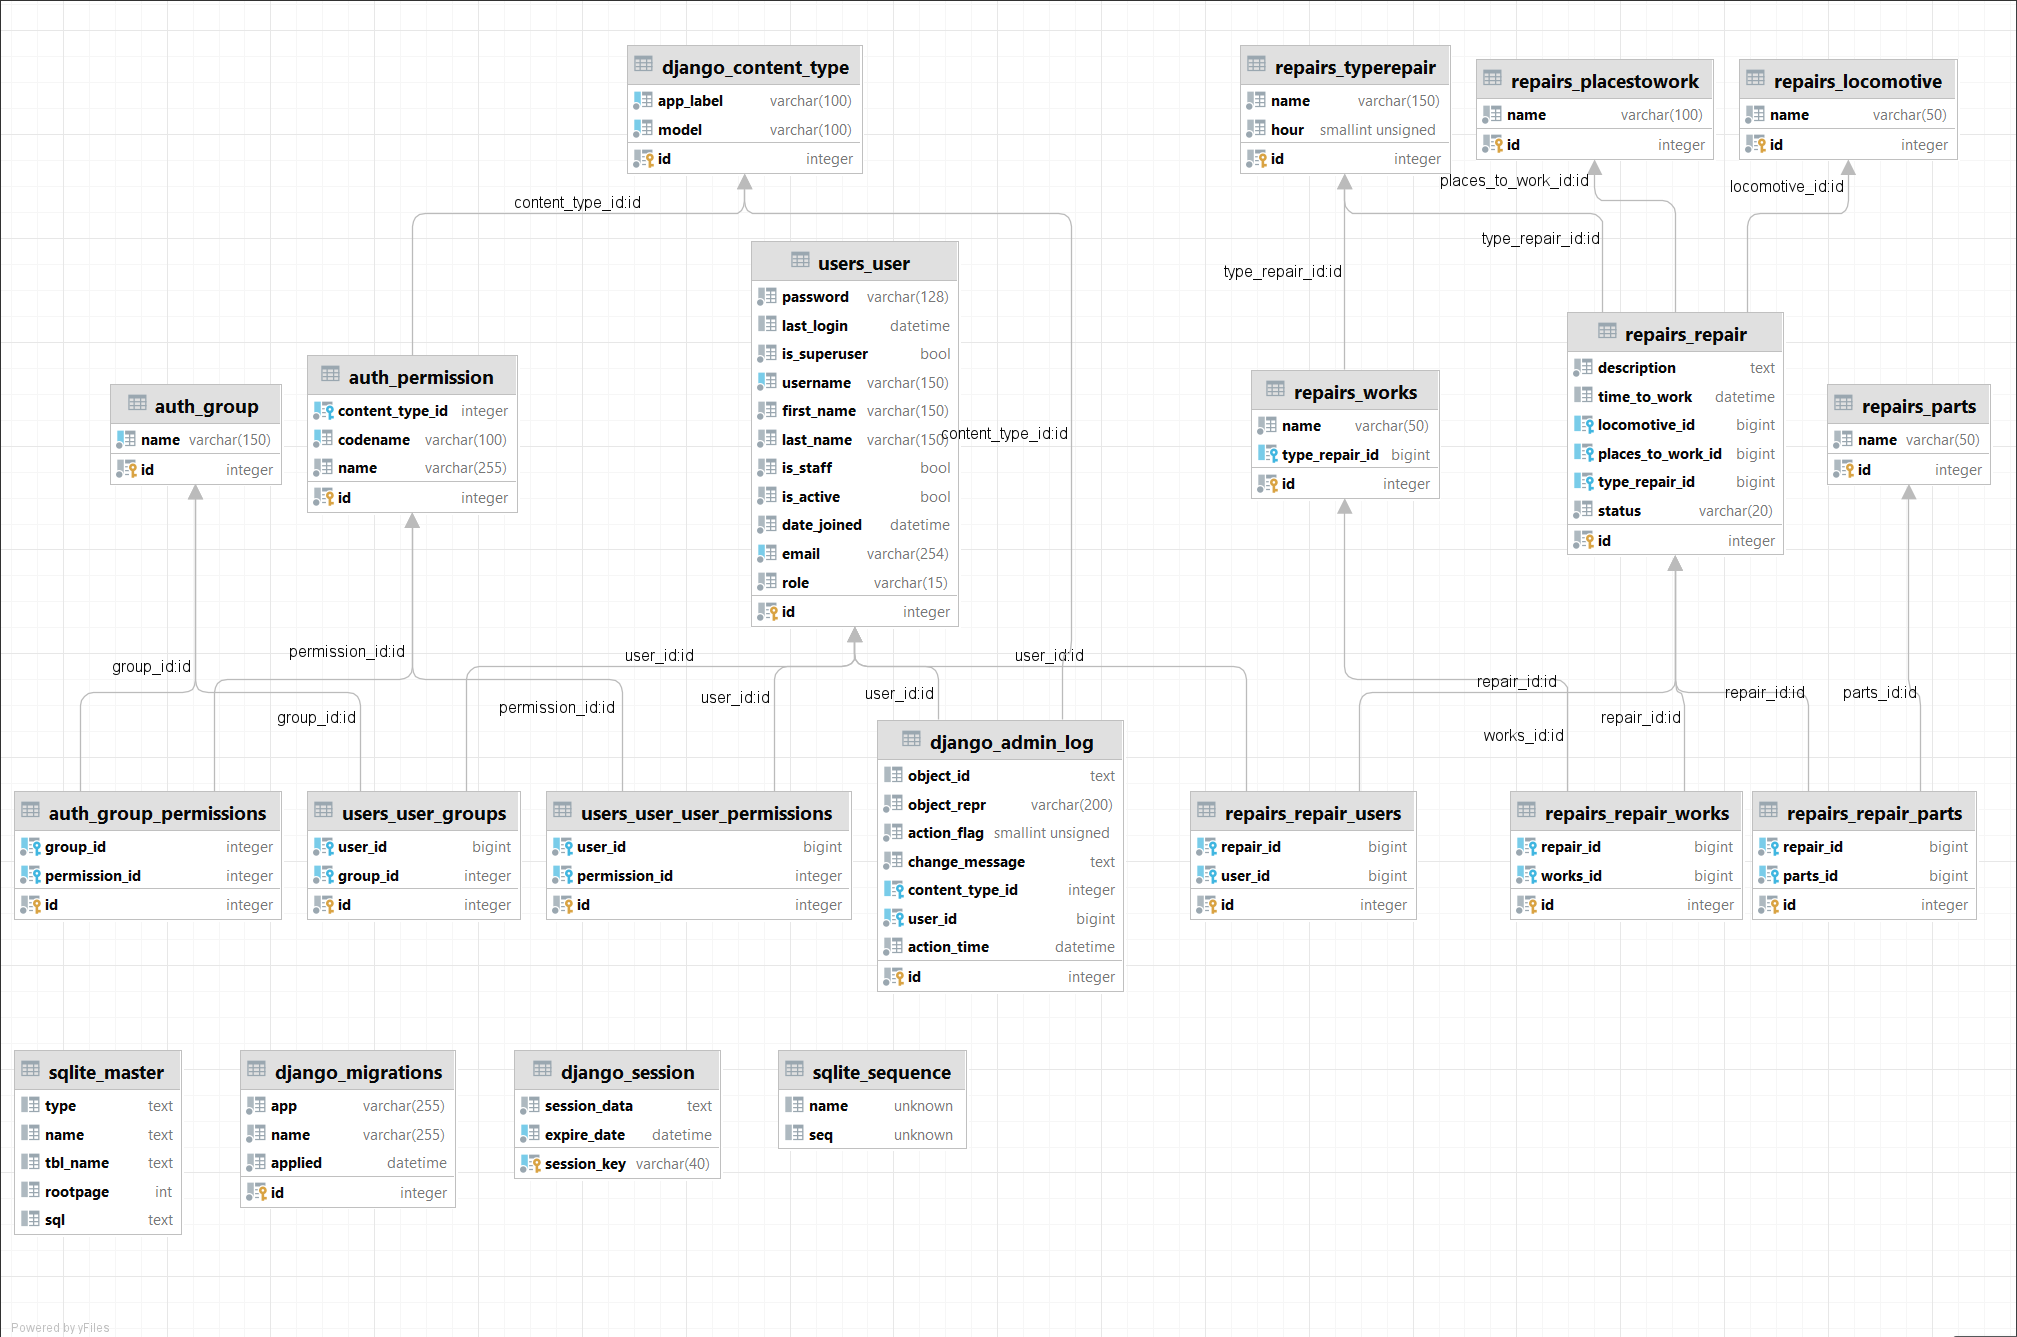 django_content_type
app_label varchar(100)
model varchar(100)
id integer
repairs_typerepair
name varchar(150)
hour smallint unsigned
id integer
repairs_placestowork
name varchar(100)
id integer
repairs_locomotive
name varchar(50)
id integer
content_type_id:id
places_to_work_id:id
locomotive_id:id
type_repair_id:id
type_repair_id:id
users_user
password varchar(128)
last_login datetime
is_superuser bool
username varchar(150)
first_name varchar(150)
last_name varchar(150)
is_staff bool
is_active bool
date_joined datetime
email varchar(254)
role varchar(15)
id integer
content_type_id:id
auth_group
name varchar(150)
id integer
auth_permission
content_type_id integer
codename varchar(100)
name varchar(255)
id integer
repairs_works
name varchar(50)
type_repair_id bigint
id integer
repairs_repair
description text
time_to_work datetime
locomotive_id bigint
places_to_work_id bigint
type_repair_id bigint
status varchar(20)
id integer
repairs_parts
name varchar(50)
id integer
group_id:id
permission_id:id
user_id:id
user_id:id
group_id:id
permission_id:id
user_id:id
user_id:id
repair_id:id
repair_id:id
parts_id:id
repair_id:id
works_id:id
auth_group_permissions
group_id integer
permission_id integer
id integer
users_user_groups
user_id bigint
group_id integer
id integer
users_user_user_permissions
user_id bigint
permission_id integer
id integer
django_admin_log
object_id text
object_repr varchar(200)
action_flag smallint unsigned
change_message text
content_type_id integer
user_id bigint
action_time datetime
id integer
repairs_repair_users
repair_id bigint
user_id bigint
id integer
repairs_repair_works
repair_id bigint
works_id bigint
id integer
repairs_repair_parts
repair_id bigint
parts_id bigint
id integer
sqlite_master
type text
name text
tbl_name text
rootpage int
sql text
django_migrations
app varchar(255)
name varchar(255)
applied datetime
id integer
django_session
session_data text
expire_date datetime
session_key varchar(40)
sqlite_sequence
name unknown
seq unknown
Powered by yFiles